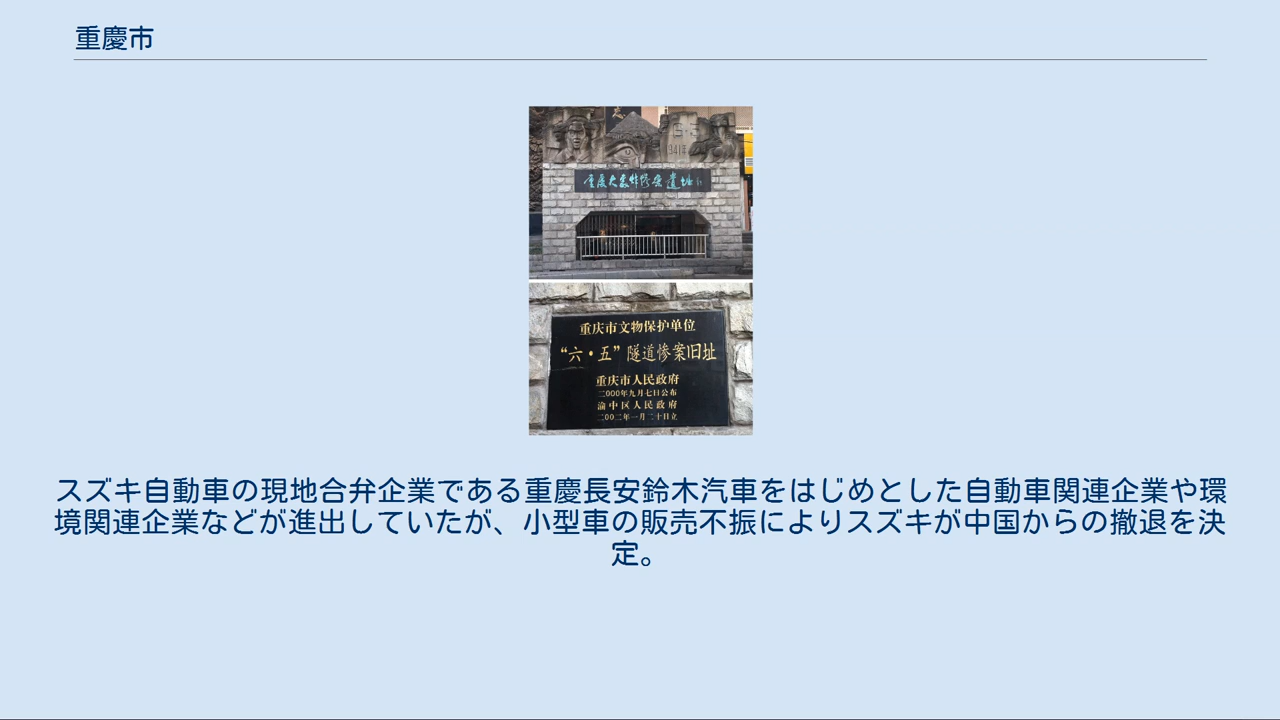 重慶市
重庆大轰炸惨案遗址
重庆市文物保护单位
“六·五”隧道惨案旧址
重庆市人民政府
二000年九月七日公布
渝中区人民政府
二00二年一月二十日立
スズキ自動車の現地合弁企業である重慶長安鈴木汽車をはじめとした自動車関連企業や環
境関連企業などが進出していたが、小型車の販売不振によりスズキが中国からの撤退を決
定。